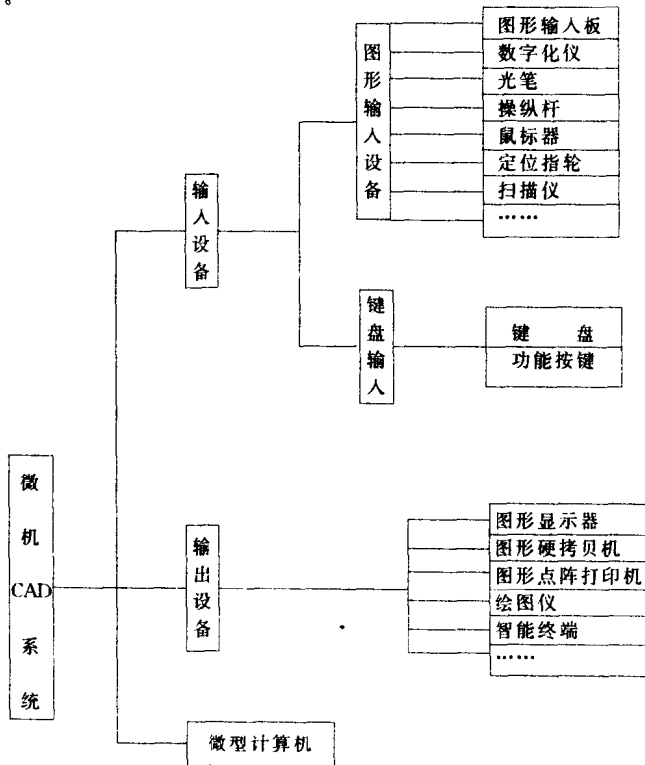 。
图形输入设备
图形输入板
数字化仪
光笔
操纵杆
鼠标器
定位指轮
扫描仪
……
输入设备
键盘输入
键 盘
功能按键
微机CAD系统
输出设备
图形显示器
图形硬拷贝机
图形点阵打印机
绘图仪
智能终端
……
微型计算机